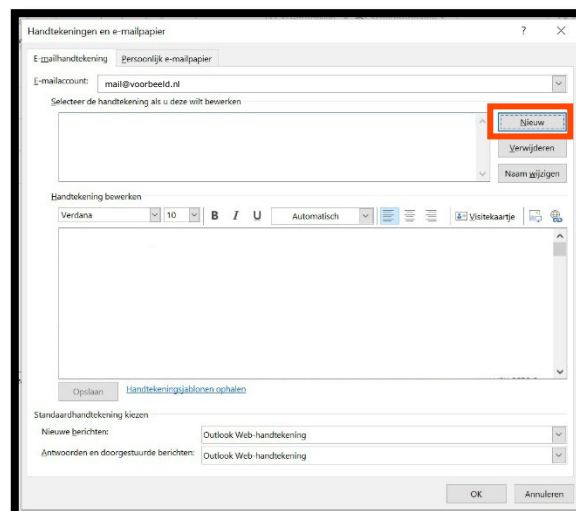 Handtekeningen en e-mailpapier ? ×
E-mailhandtekening Persoonlijk e-mailpapier
E-mailaccount: mail@voorbeeld.nl
Selecteer de handtekening als u deze wilt bewerken
Nieuw
Verwijderen
Naam wijzigen
Handtekening bewerken
Verdana 10 B I U Automatisch Visitekaartje
Opslaan Handtekeningsjablonen ophalen
Standaardhandtekening kiezen
Nieuwe berichten: Outlook Web-handtekening
Antwoorden en doorgestuurde berichten: Outlook Web-handtekening
OK Annuleren